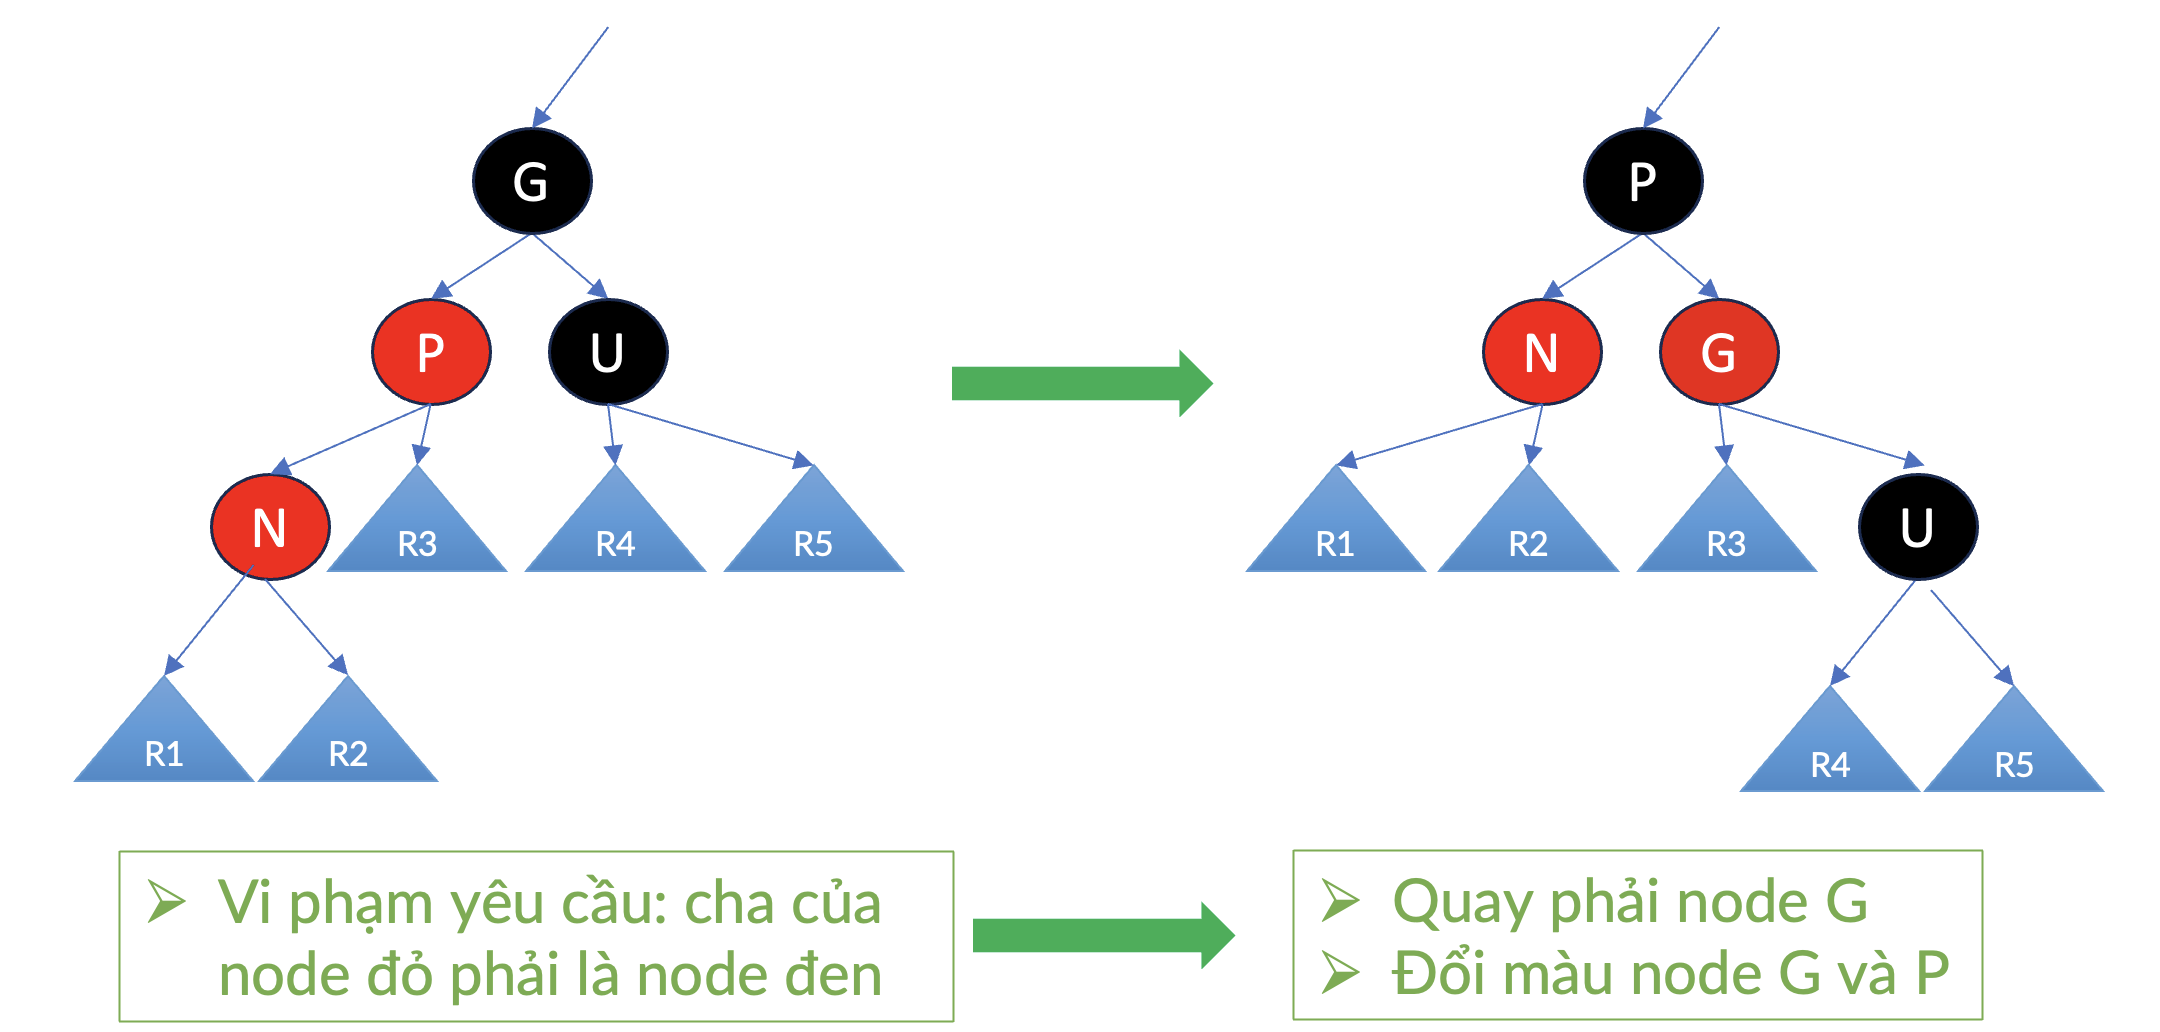 G
P
P
U
N
G
N
R3
R4
R5
R1
R2
R3
U
R1
R2
R4
R5
Vi phạm yêu cầu: cha của
node đỏ phải là node đen
Quay phải node G
Đổi màu node G và P